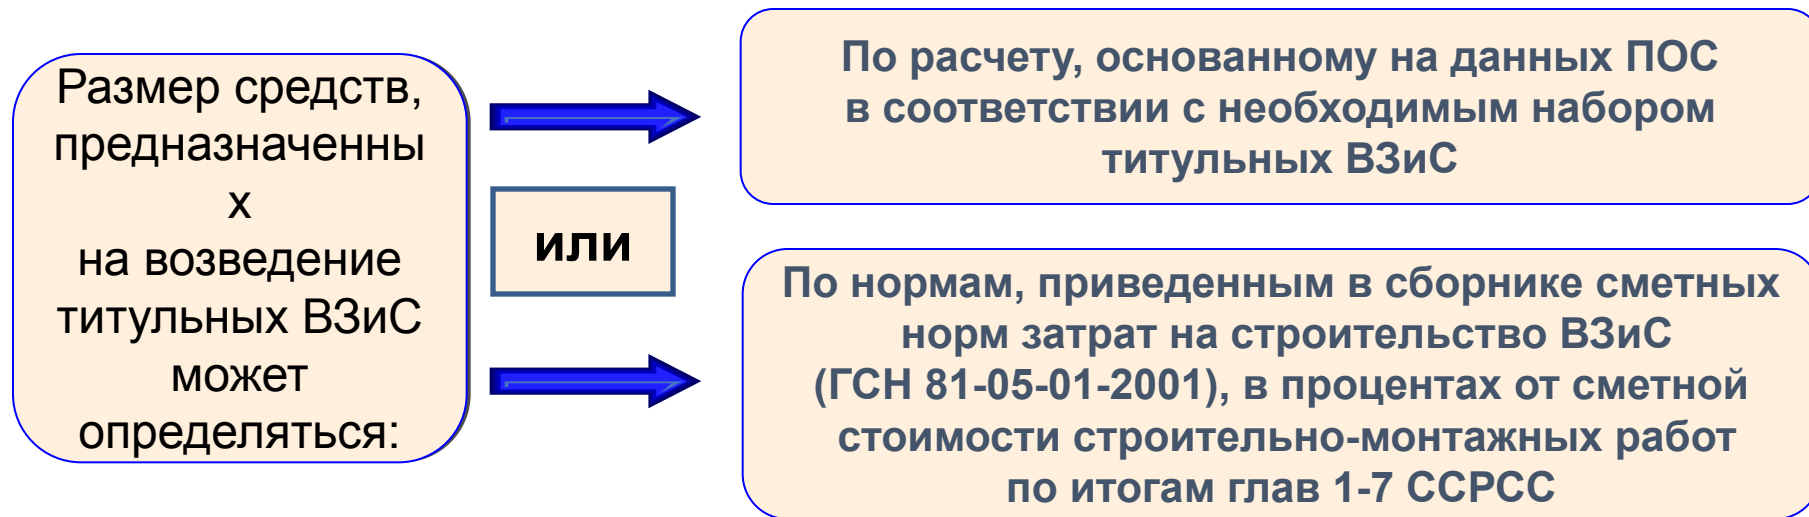 Размер средств,
предназначенны
х
на возведение
титульных ВЗиС
может
определяться:
По расчету, основанному на данных ПОС
в соответствии с необходимым набором
титульных ВЗиС
или
По нормам, приведенным в сборнике сметных
норм затрат на строительство ВЗиС
(ГСН 81-05-01-2001), в процентах от сметной
стоимости строительно-монтажных работ
по итогам глав 1-7 ССРСС